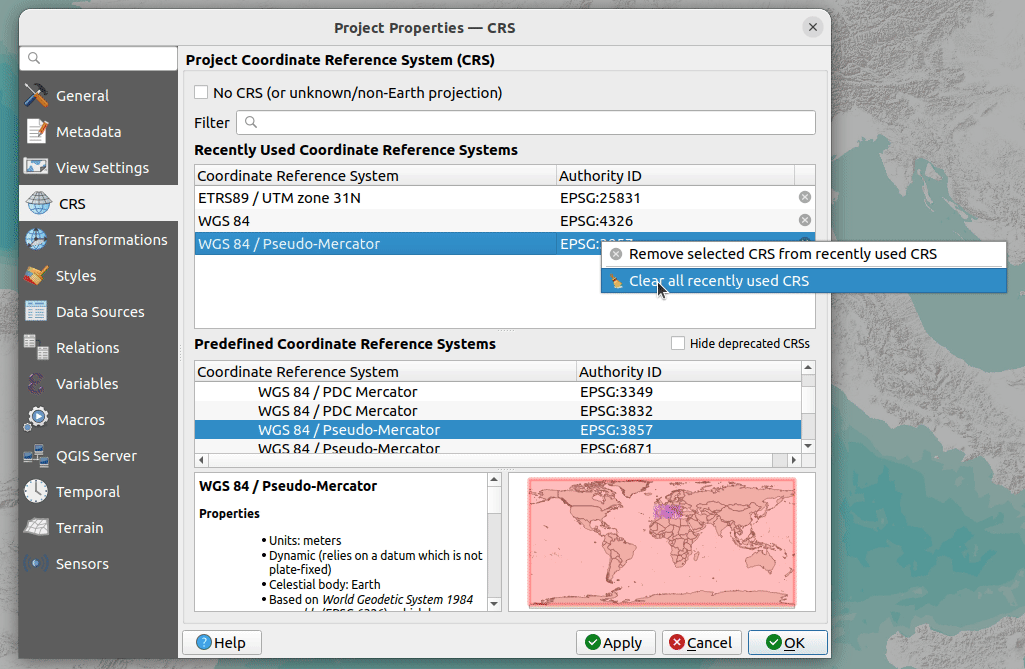 Project Properties — CRS
Project Coordinate Reference System (CRS)
General
Metadata
View Settings
CRS
Transformations
Styles
Data Sources
Relations
Variables
Macros
QGIS Server
Temporal
Terrain
Sensors
No CRS (or unknown/non-Earth projection)
Filter
Recently Used Coordinate Reference Systems
Coordinate Reference System Authority ID
ETRS89 / UTM zone 31N EPSG:25831
WGS 84 EPSG:4326
WGS 84 / Pseudo-Mercator EPSG:3857
Remove selected CRS from recently used CRS
Clear all recently used CRS
Predefined Coordinate Reference Systems Hide deprecated CRSs
Coordinate Reference System Authority ID
WGS 84 / PDC Mercator EPSG:3349
WGS 84 / PDC Mercator EPSG:3832
WGS 84 / Pseudo-Mercator EPSG:3857
WGS 84 / Pseudo-Mercator EPSG:6871
WGS 84 / Pseudo-Mercator
Properties
• Units: meters
• Dynamic (relies on a datum which is not
plate-fixed)
• Celestial body: Earth
• Based on World Geodetic System 1984
Help Apply Cancel OK